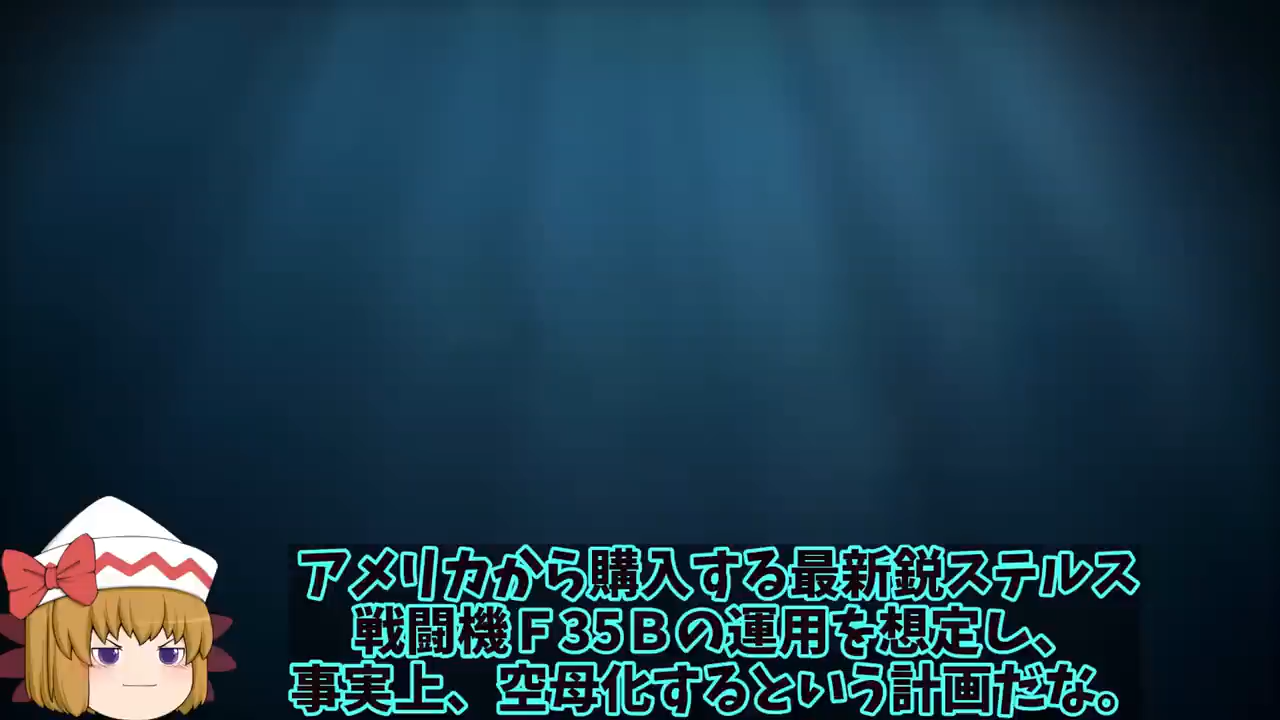 アメリカから購入する最新鋭ステルス
戦闘機Ｆ35Ｂの運用を想定し、
事実上、空母化するという計画だな。